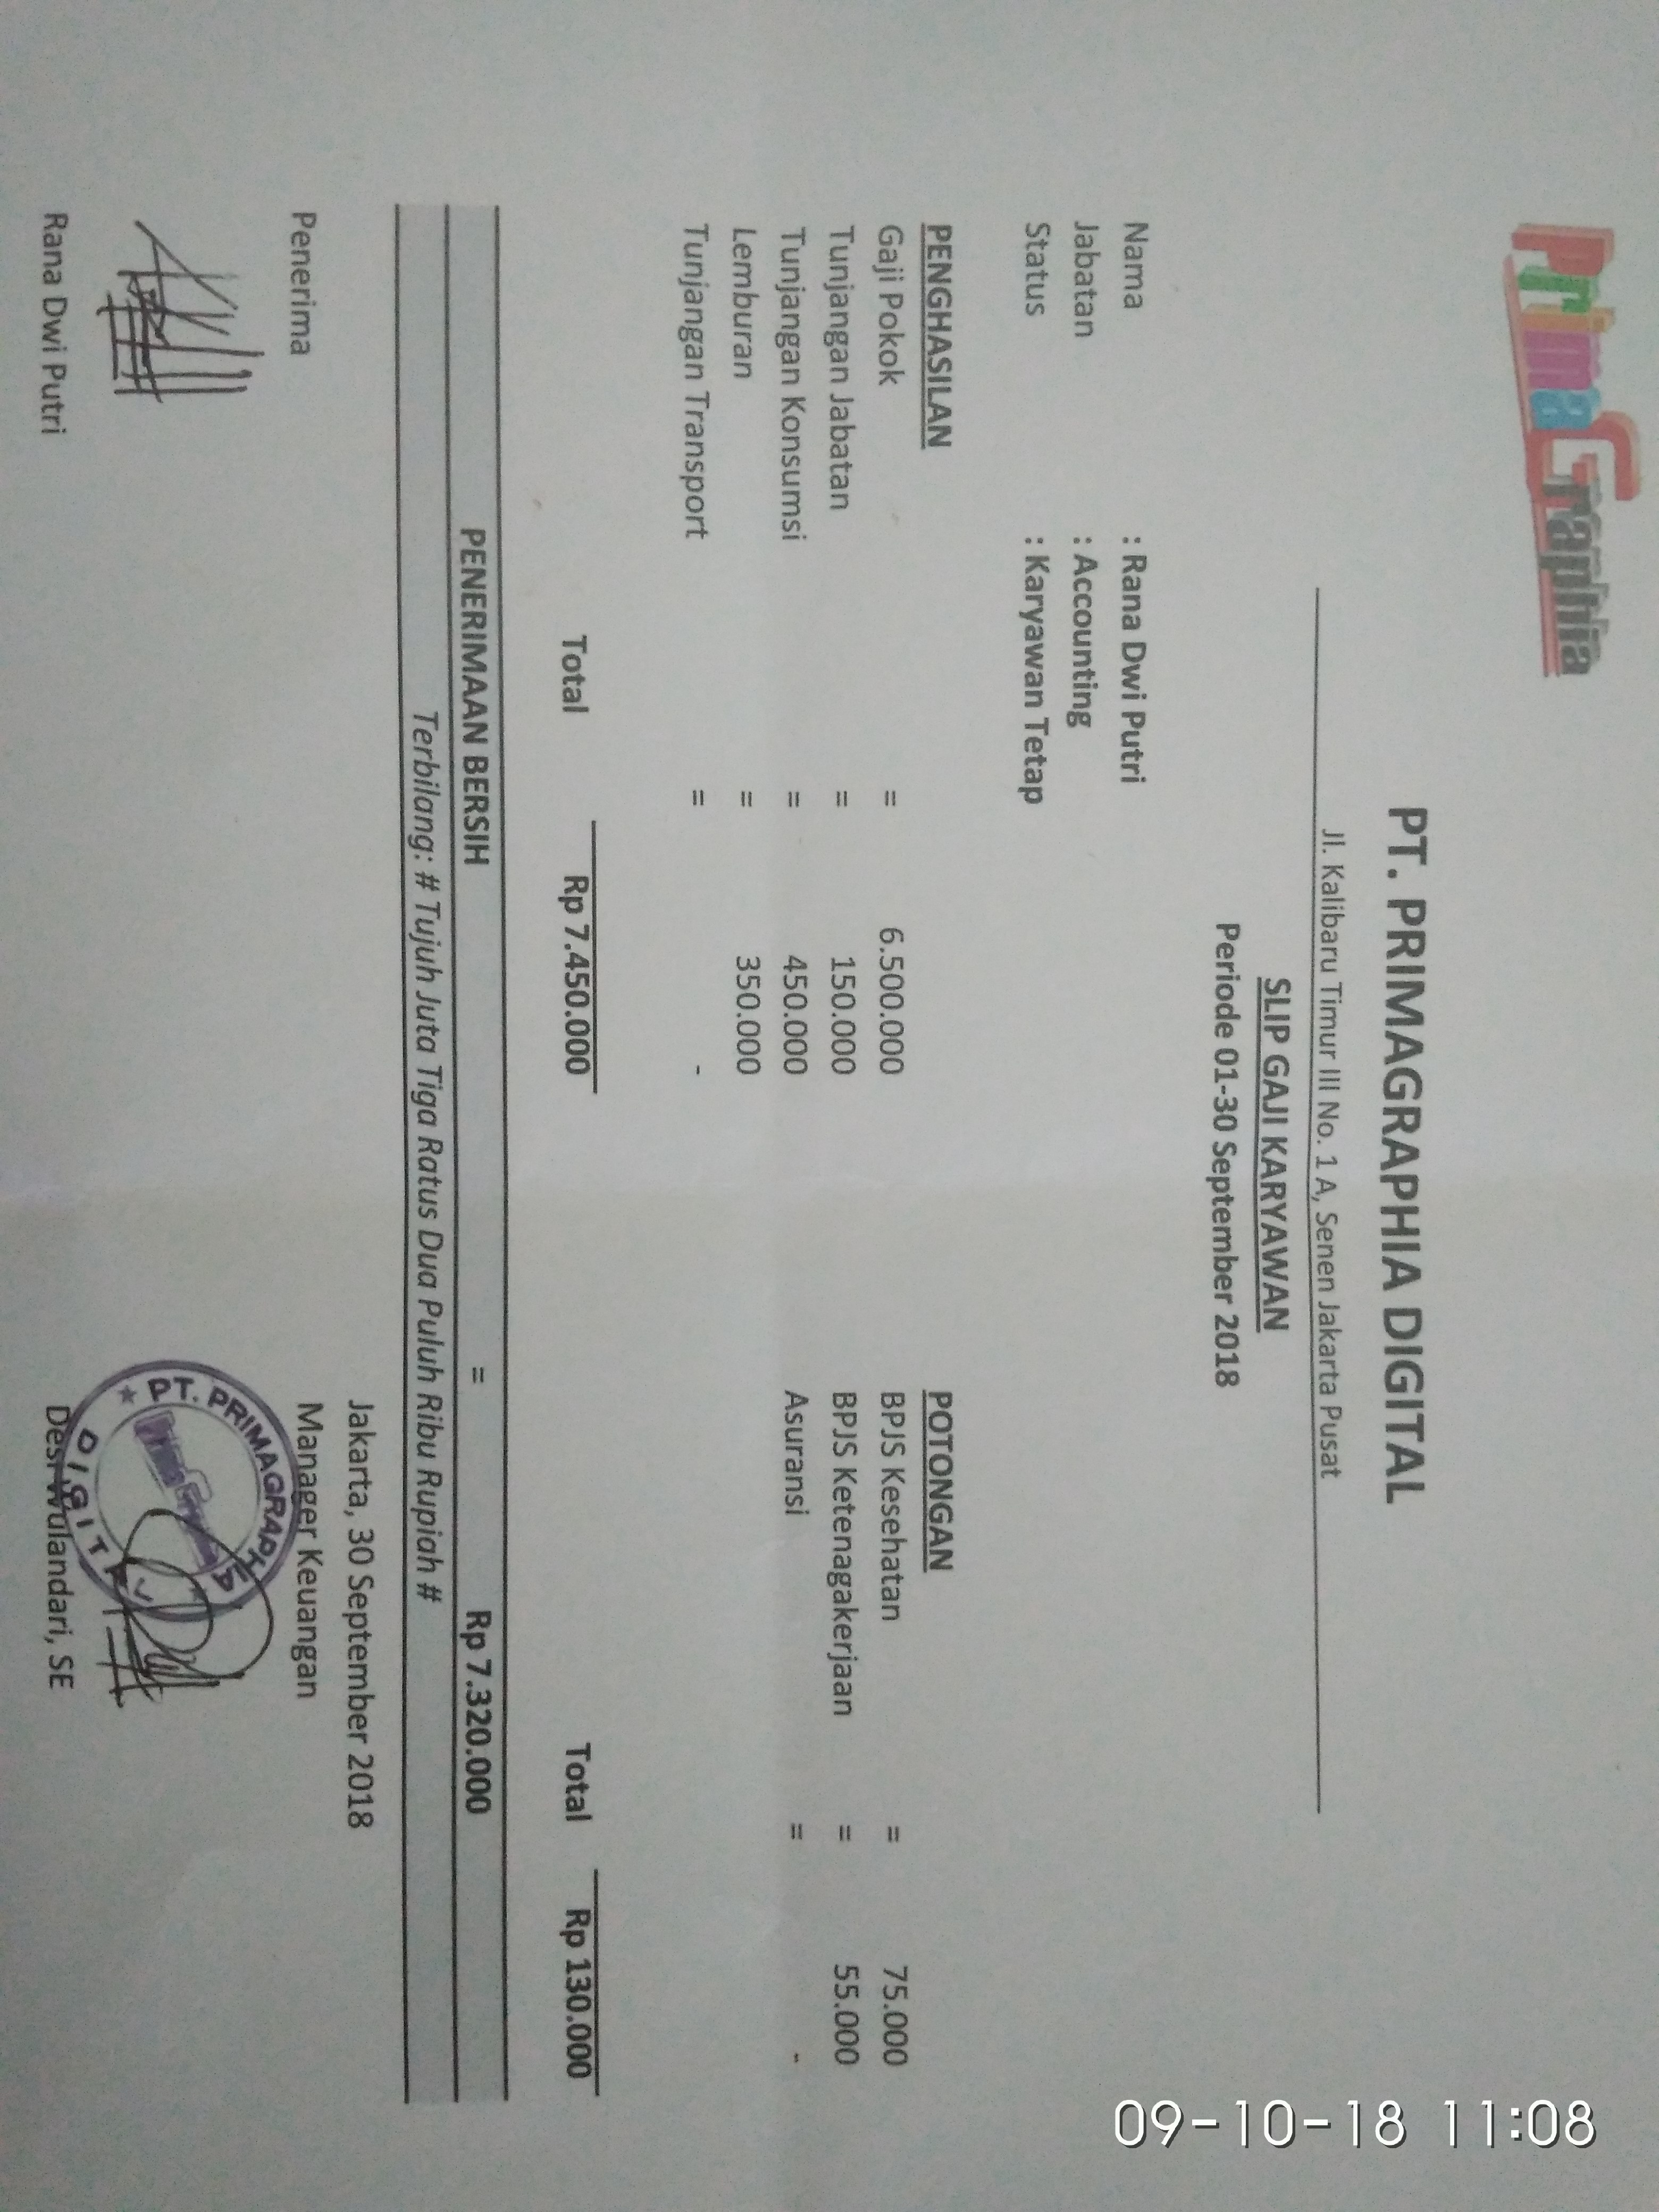 PrimaGraphia
PT. PRIMAGRAPHIA DIGITAL
Jl. Kalibaru Timur III No. 1 A, Senen Jakarta Pusat
SLIP GAJI KARYAWAN
Periode 01-30 September 2018
Nama : Rana Dwi Putri
Jabatan : Accounting
Status : Karyawan Tetap
PENGHASILAN POTONGAN
Gaji Pokok = 6.500.000 BPJS Kesehatan = 75.000
Tunjangan Jabatan = 150.000 BPJS Ketenagakerjaan = 55.000
Tunjangan Konsumsi = 450.000 Asuransi = -
Lemburan = 350.000
Tunjangan Transport = -
Total Rp 7.450.000 Total Rp 130.000
PENERIMAAN BERSIH = Rp 7.320.000
Terbilang: # Tujuh Juta Tiga Ratus Dua Puluh Ribu Rupiah #
Jakarta, 30 September 2018
Penerima Manager Keuangan
PT. PRIMAGRAPHIA
DIGITAL
Rana Dwi Putri Desi Wulandari, SE
09-10-18 11:08